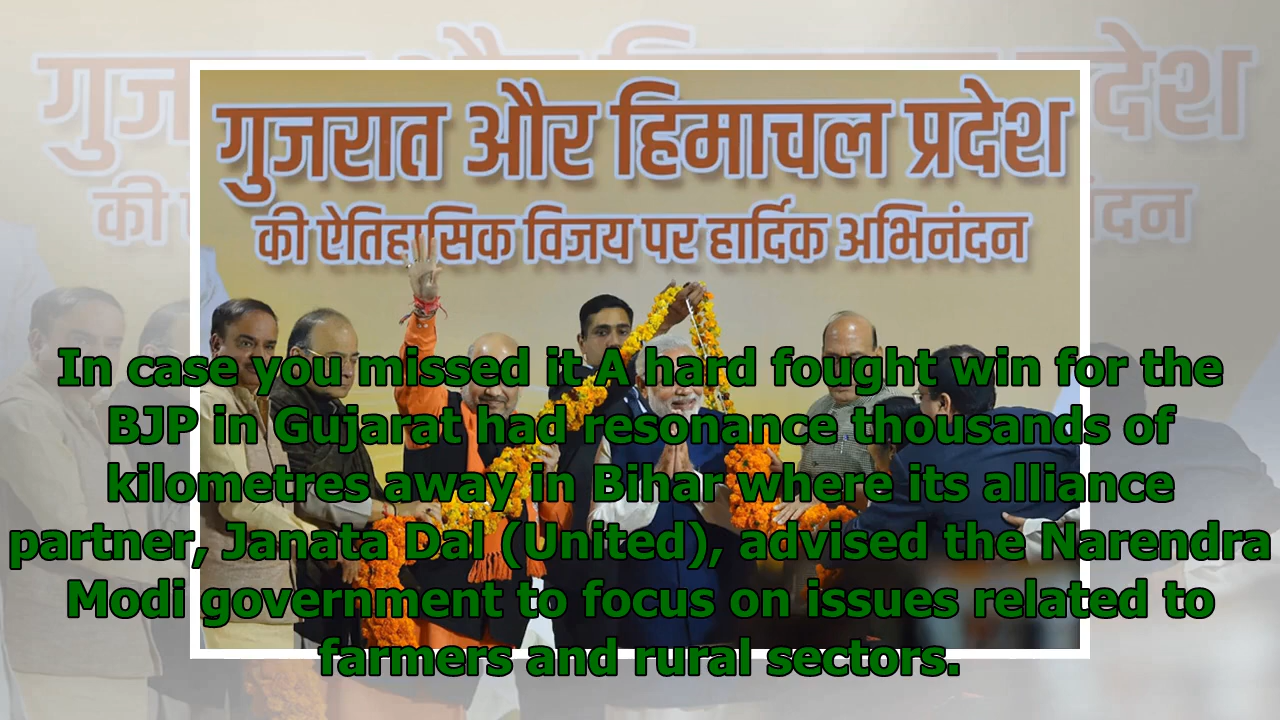 गुजरात और हिमाचल प्रदेश
की ऐतिहासिक विजय पर हार्दिक अभिनंदन
In case you missed it A hard fought win for the
BJP in Gujarat had resonance thousands of
kilometres away in Bihar where its alliance
partner, Janata Dal (United), advised the Narendra
Modi government to focus on issues related to
farmers and rural sectors.